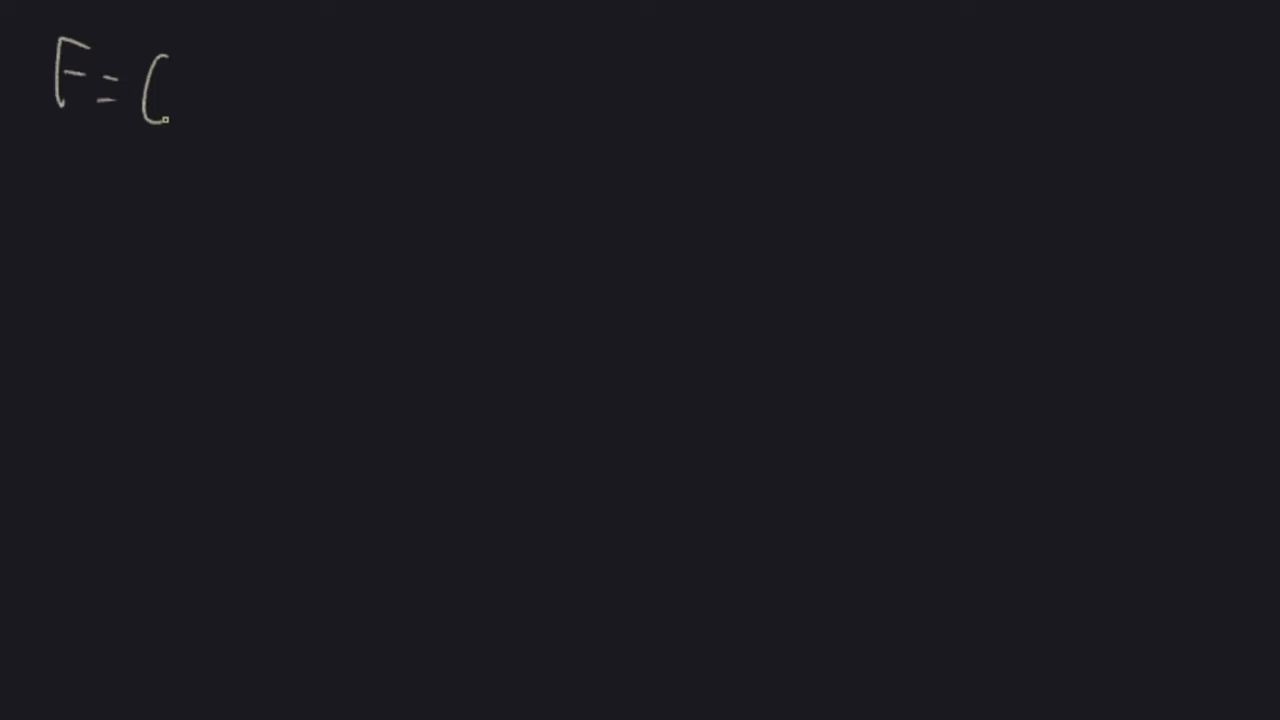 F = (